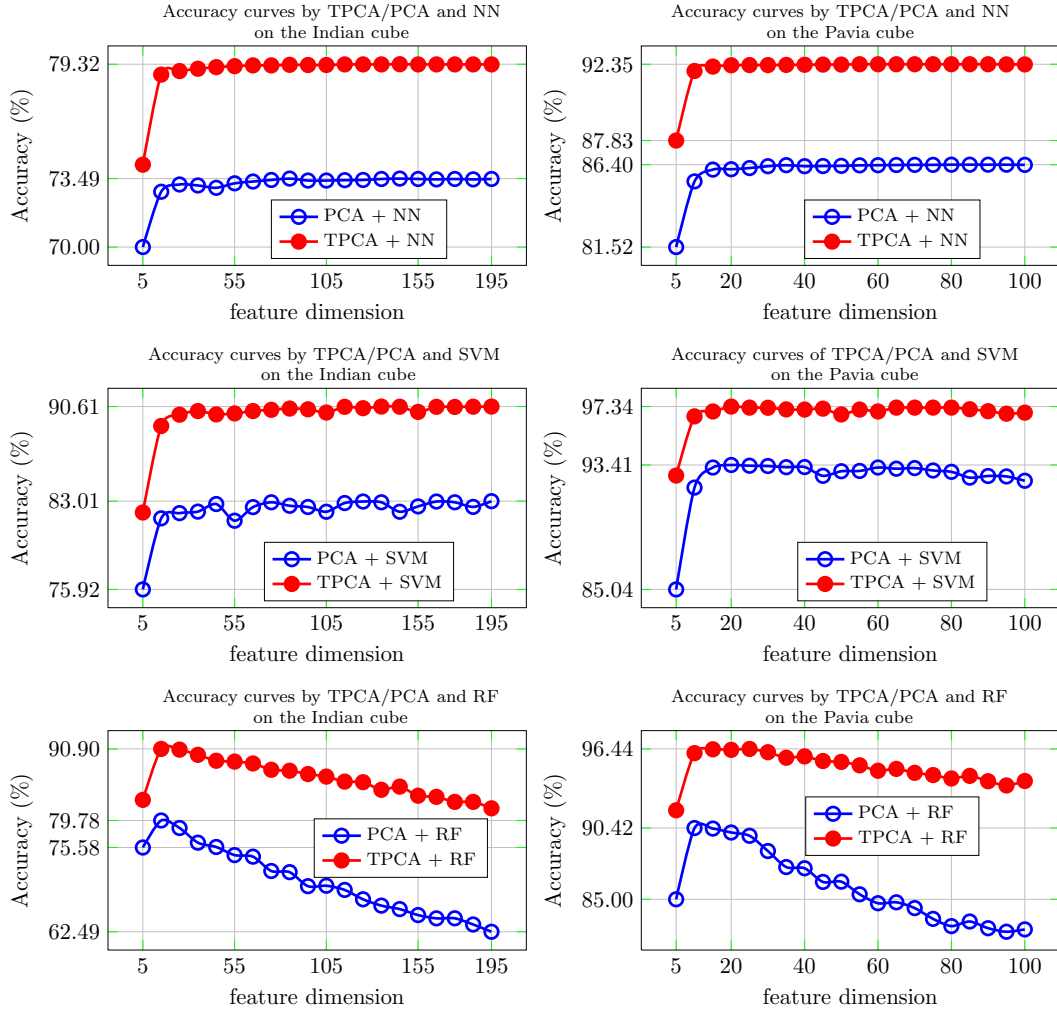 Accuracy curves by TPCA/PCA and NN
on the Indian cube
79.32
73.49
70.00
Accuracy (%)
PCA + NN
TPCA + NN
5 55 105 155 195
feature dimension
Accuracy curves by TPCA/PCA and NN
on the Pavia cube
92.35
87.83
86.40
81.52
Accuracy (%)
PCA + NN
TPCA + NN
5 20 40 60 80 100
feature dimension
Accuracy curves by TPCA/PCA and SVM
on the Indian cube
90.61
83.01
75.92
Accuracy (%)
PCA + SVM
TPCA + SVM
5 55 105 155 195
feature dimension
Accuracy curves of TPCA/PCA and SVM
on the Pavia cube
97.34
93.41
85.04
Accuracy (%)
PCA + SVM
TPCA + SVM
5 20 40 60 80 100
feature dimension
Accuracy curves by TPCA/PCA and RF
on the Indian cube
90.90
79.78
75.58
62.49
Accuracy (%)
PCA + RF
TPCA + RF
5 55 105 155 195
feature dimension
Accuracy curves by TPCA/PCA and RF
on the Pavia cube
96.44
90.42
85.00
Accuracy (%)
PCA + RF
TPCA + RF
5 20 40 60 80 100
feature dimension